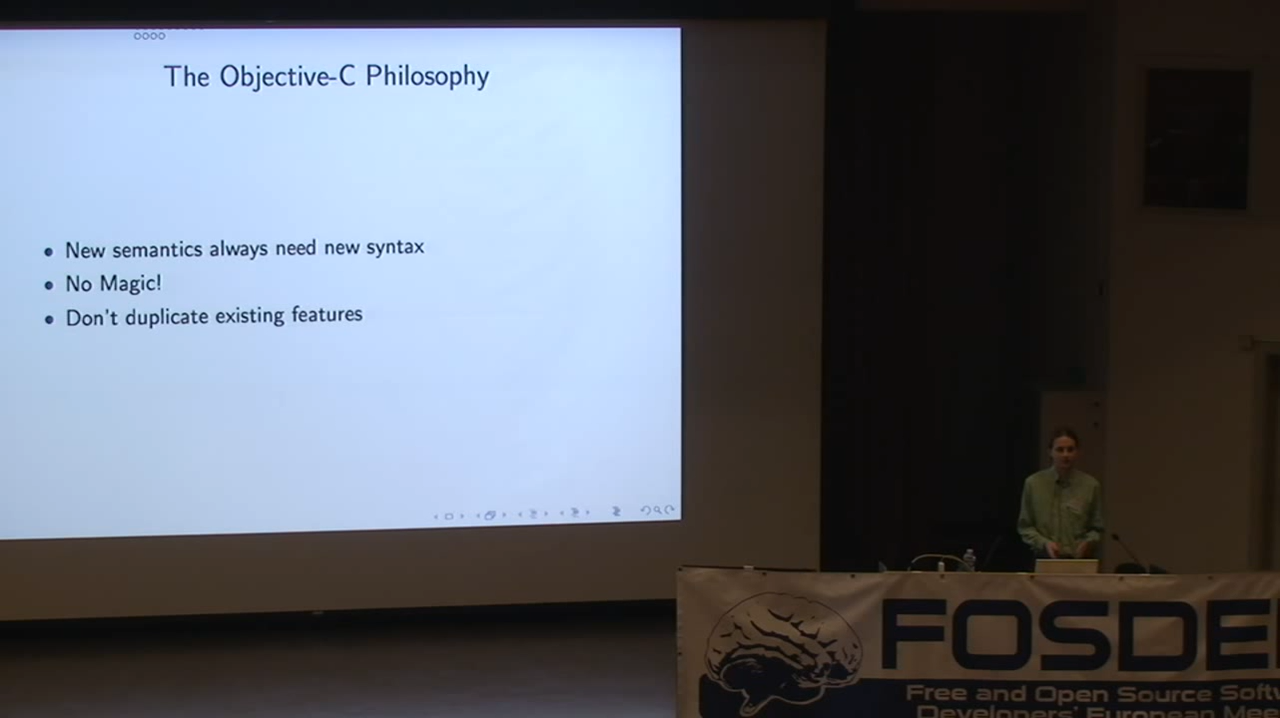 The Objective-C Philosophy
• New semantics always need new syntax
• No Magic!
• Don't duplicate existing features
FOSDE
Free and Open Source Softw
Developers' European Mee